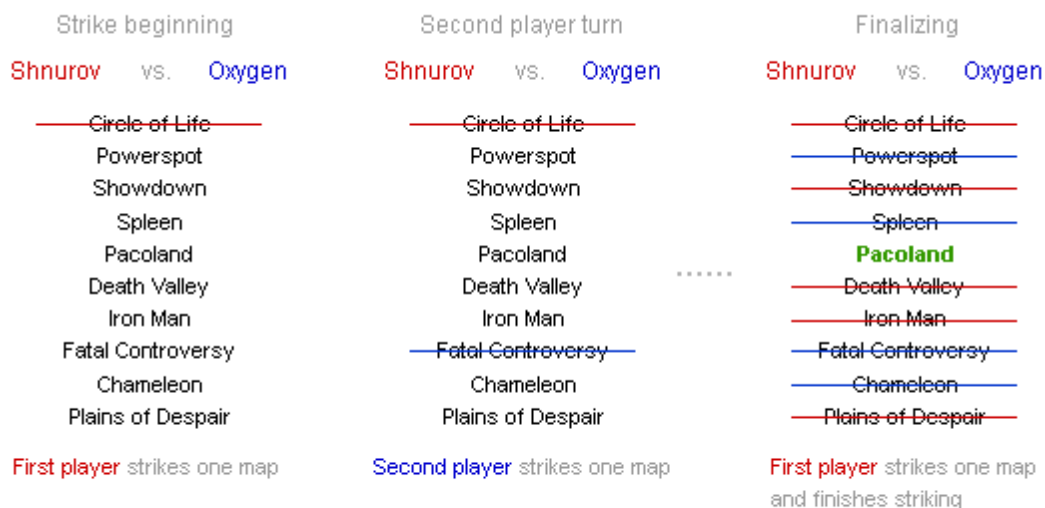 Strike beginning
Shnurov vs. Oxygen
Circle of Life
Powerspot
Showdown
Spleen
Pacoland
Death Valley
Iron Man
Fatal Controversy
Chameleon
Plains of Despair
First player strikes one map
Second player turn
Shnurov vs. Oxygen
Circle of Life
Powerspot
Showdown
Spleen
Pacoland
Death Valley
Iron Man
Fatal Controversy
Chameleon
Plains of Despair
Second player strikes one map
......
Finalizing
Shnurov vs. Oxygen
Circle of Life
Powerspot
Showdown
Spleen
Pacoland
Death Valley
Iron Man
Fatal Controversy
Chameleon
Plains of Despair
First player strikes one map
and finishes striking